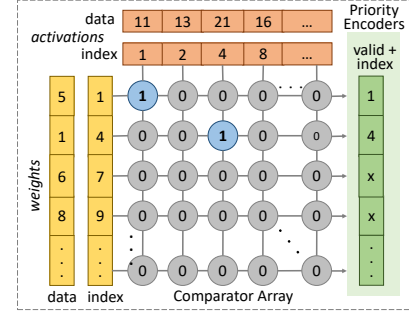 Priority
Encoders
data 11 13 21 16 ...
activations
index 1 2 4 8 ...
valid +
index
5 1 1 0 0 0 ... 0 1
1 4 0 0 1 0 0 4
6 7 0 0 0 0 0 x
8 9 0 0 0 0 0 x
weights
0 0 0 0 0
data index Comparator Array